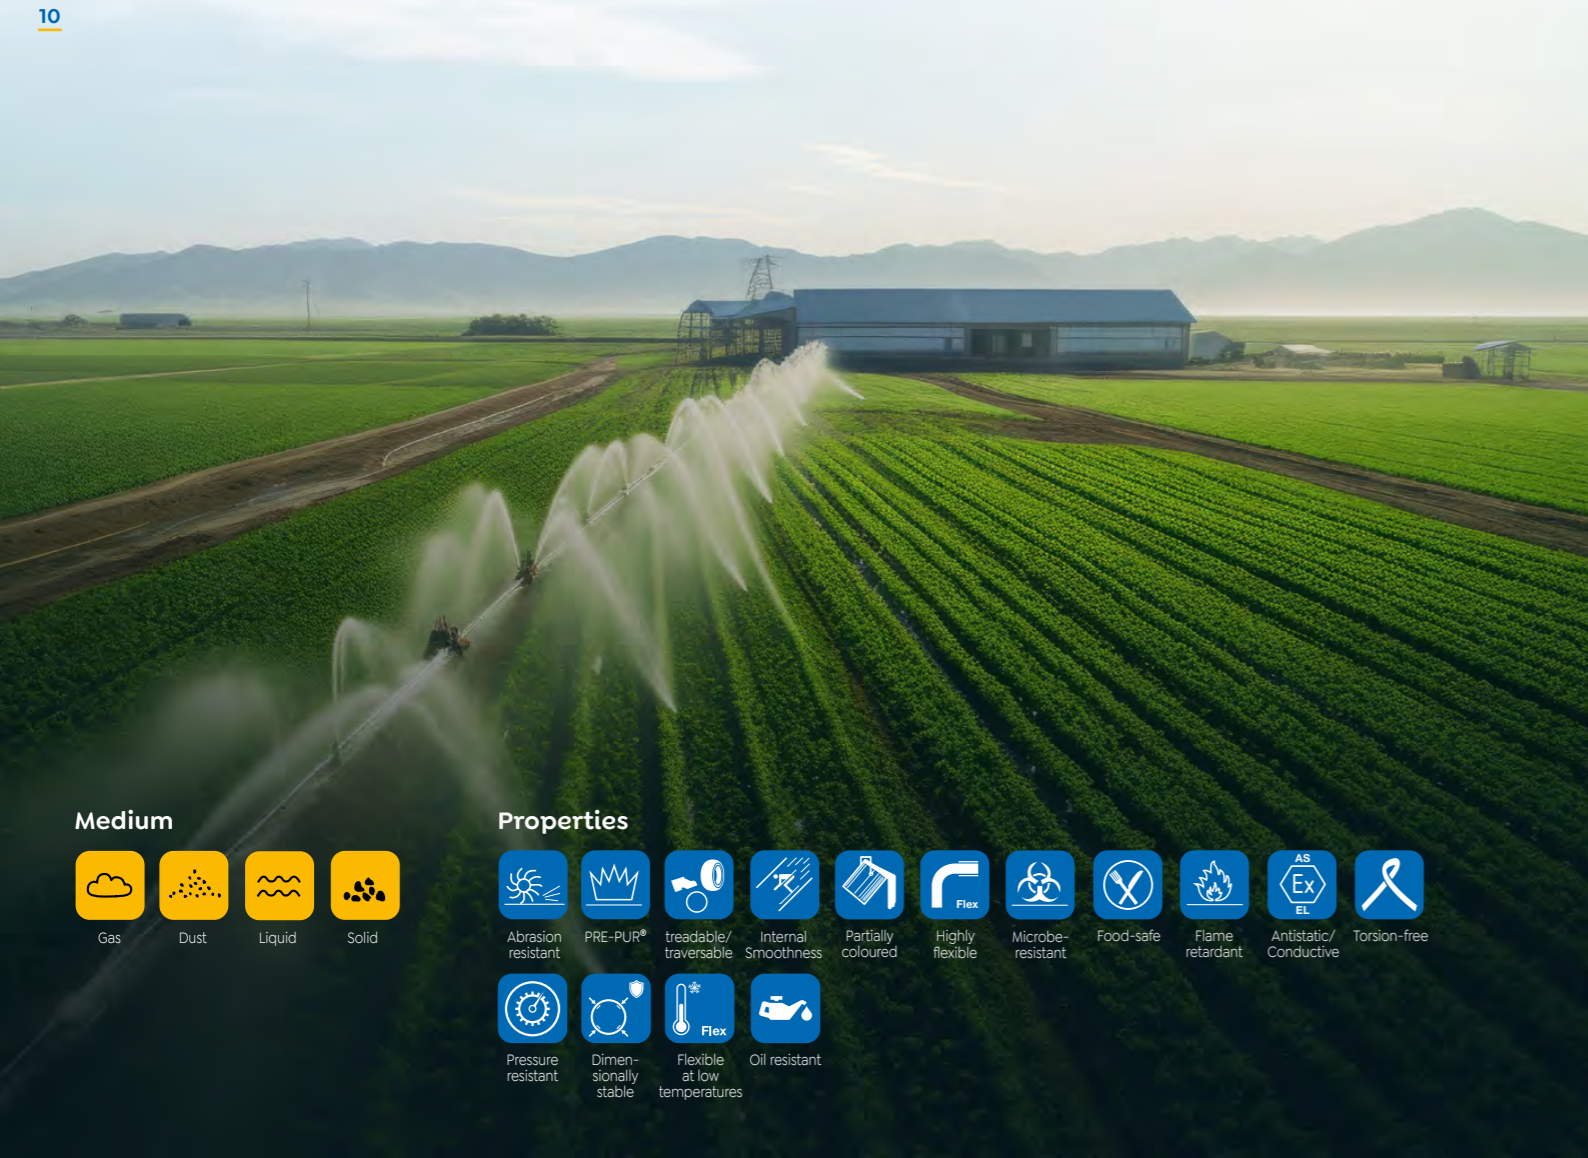 10
Medium
Gas
Dust
Liquid
Solid
Properties
Abrasion
resistant
PRE-PUR®
treadable/
traversable
Internal
Smoothness
Partially
coloured
Flex
Highly
flexible
Microbe-
resistant
Food-safe
Flame
retardant
AS
Ex
EL
Antistatic/
Conductive
Torsion-free
Pressure
resistant
Dimen-
sionally
stable
Flex
Flexible
at low
temperatures
Oil resistant